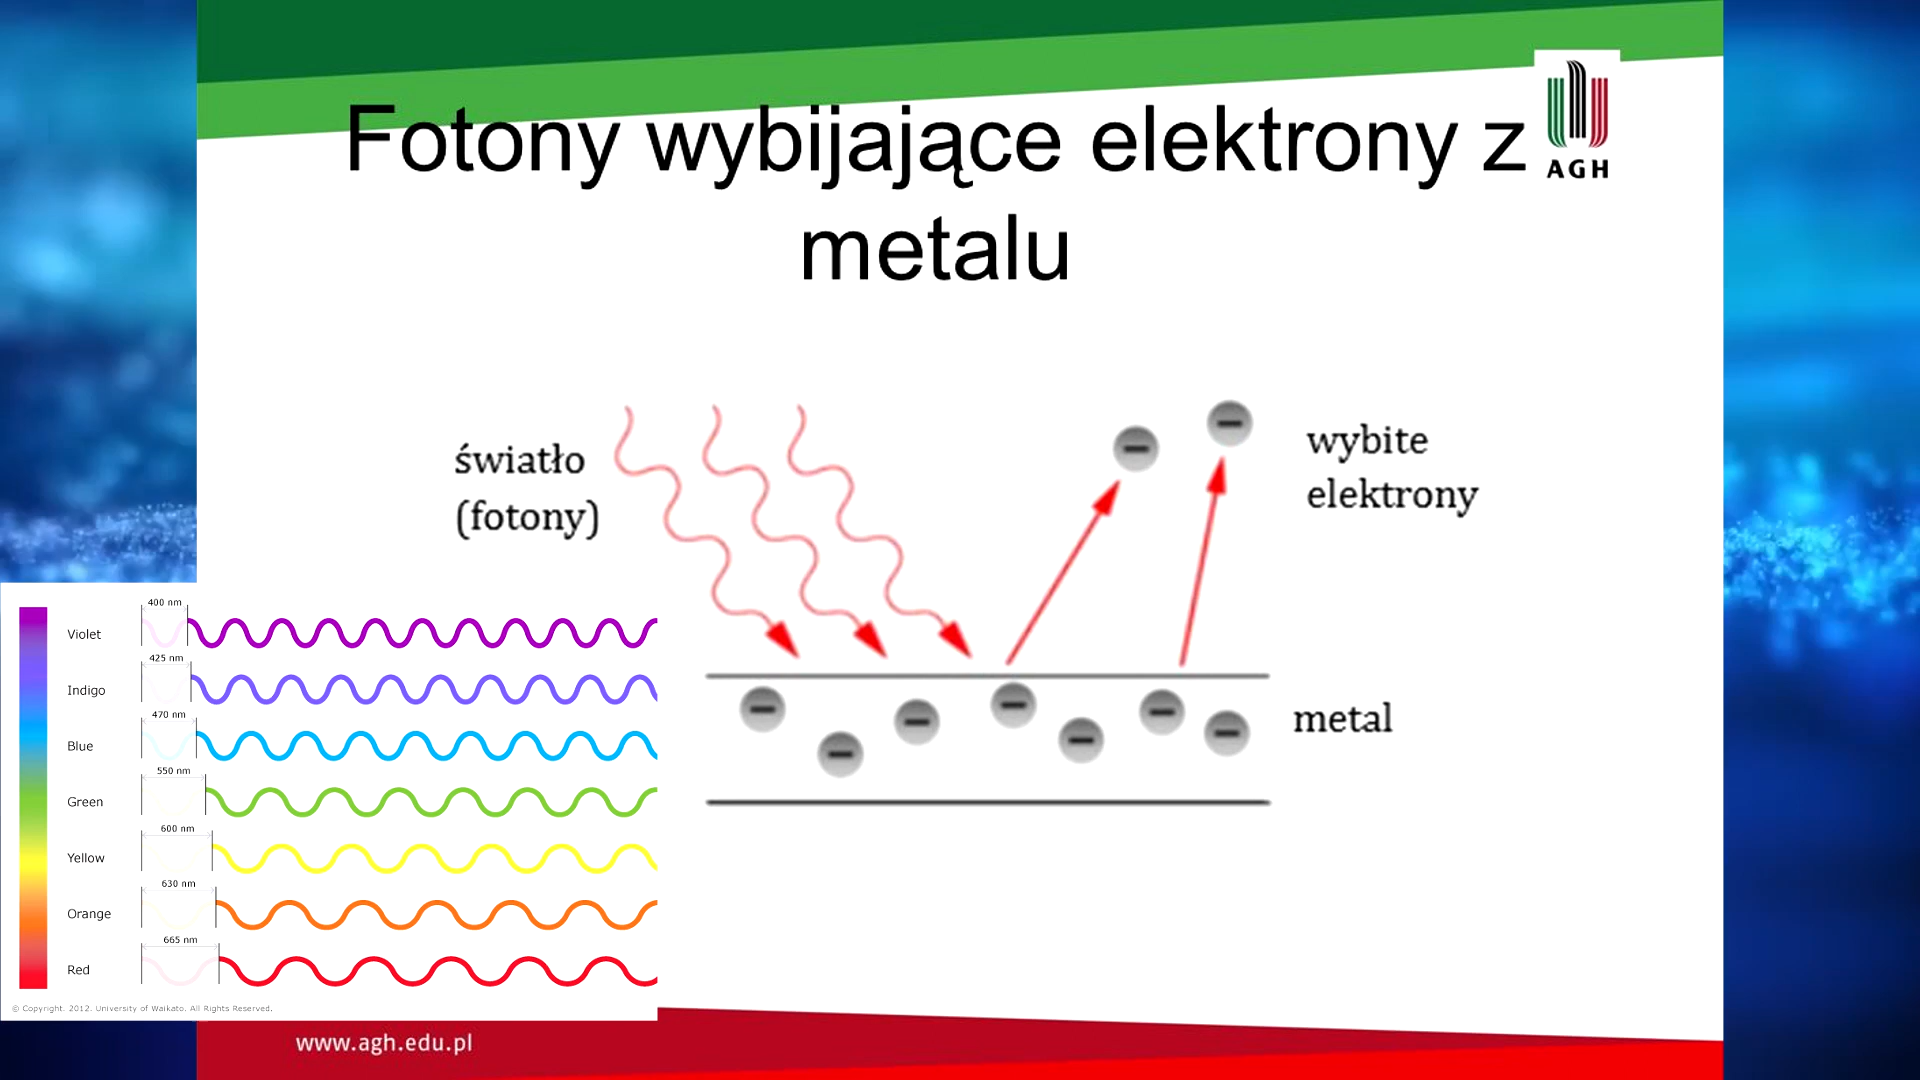 Fotony wybijające elektrony z
metalu
AGH
światło
(fotony)
wybite
elektrony
metal
400 nm
Violet
425 nm
Indigo
470 nm
Blue
550 nm
Green
600 nm
Yellow
630 nm
Orange
665 nm
Red
© Copyright. 2012. University of Waikato. All Rights Reserved.
www.agh.edu.pl